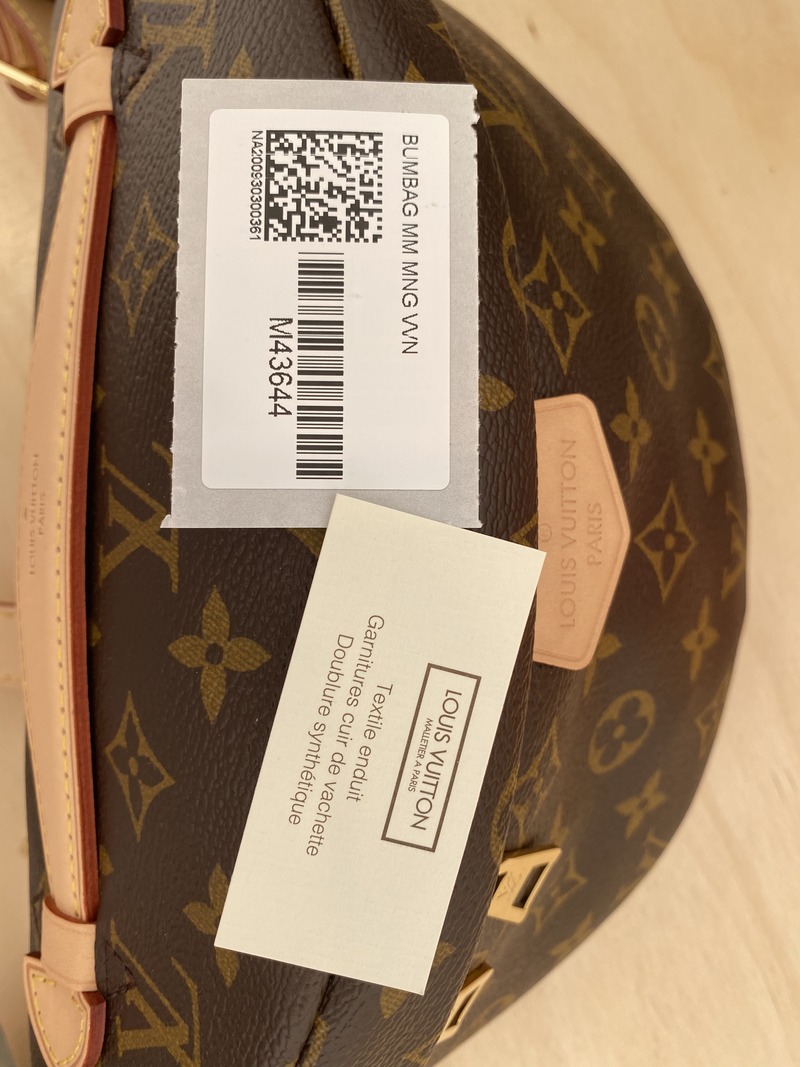 BUMBAG MM MNG VVN
NA200930300361
M43644
LOUIS VUITTON
MALLETIER A PARIS
Textile enduit
Garnitures cuir de vachette
Doublure synthétique
LOUIS VUITTON
PARIS
LOUIS VUITTON
PARIS